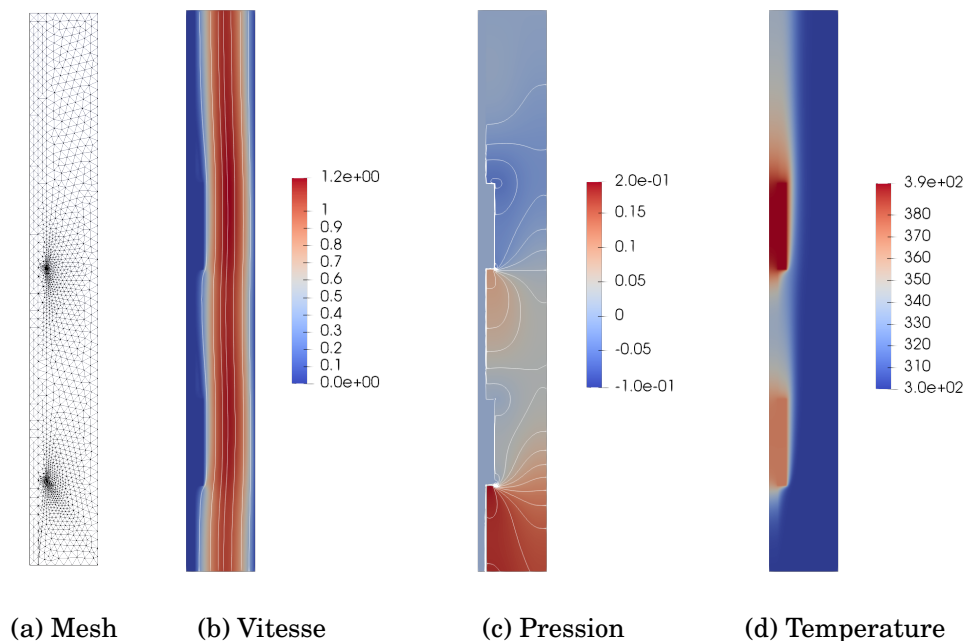 1.2e+00
1
0.9
0.8
0.7
0.6
0.5
0.4
0.3
0.2
0.1
0.0e+00
2.0e-01
0.15
0.1
0.05
0
-0.05
-1.0e-01
3.9e+02
380
370
360
350
340
330
320
310
3.0e+02
(a) Mesh
(b) Vitesse
(c) Pression
(d) Temperature